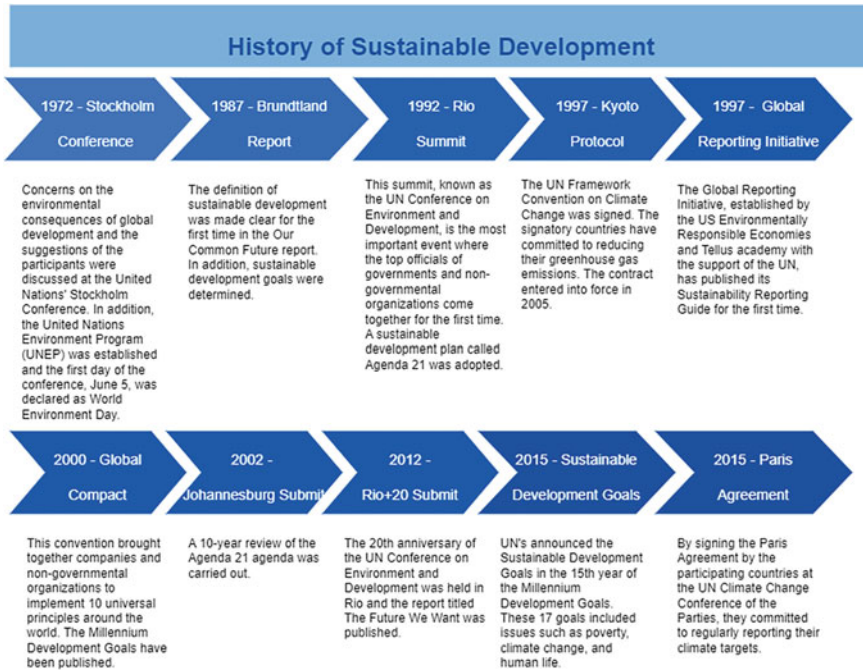 History of Sustainable Development
1972 - Stockholm
Conference
1987 - Brundtland
Report
1992 - Rio
Summit
1997 - Kyoto
Protocol
1997 - Global
Reporting Initiative
Concerns on the
environmental
consequences of global
development and the
suggestions of the
participants were
discussed at the United
Nations' Stockholm
Conference. In addition,
the United Nations
Environment Program
(UNEP) was established
and the first day of the
conference, June 5, was
declared as World
Environment Day.
The definition of
sustainable development
was made clear for the
first time in the Our
Common Future report.
In addition, sustainable
development goals were
determined.
This summit, known as
the UN Conference on
Environment and
Development, is the most
important event where
the top officials of
governments and non-
governmental
organizations come
together for the first time.
A sustainable
development plan called
Agenda 21 was adopted.
The UN Framework
Convention on Climate
Change was signed. The
signatory countries have
committed to reducing
their greenhouse gas
emissions. The contract
entered into force in
2005.
The Global Reporting
Initiative, established by
the US Environmentally
Responsible Economies
and Tellus academy with
the support of the UN,
has published its
Sustainability Reporting
Guide for the first time.
2000 - Global
Compact
2002 -
Johannesburg Submit
2012 -
Rio+20 Submit
2015 - Sustainable
Development Goals
2015 - Paris
Agreement
This convention brought
together companies and
non-governmental
organizations to
implement 10 universal
principles around the
world. The Millennium
Development Goals have
been published.
A 10-year review of the
Agenda 21 agenda was
carried out.
The 20th anniversary of
the UN Conference on
Environment and
Development was held in
Rio and the report titled
The Future We Want was
published.
UN's announced the
Sustainable Development
Goals in the 15th year of
the Millennium
Development Goals.
These 17 goals included
issues such as poverty,
climate change, and
human life.
By signing the Paris
Agreement by the
participating countries at
the UN Climate Change
Conference of the
Parties, they committed
to regularly reporting their
climate targets.